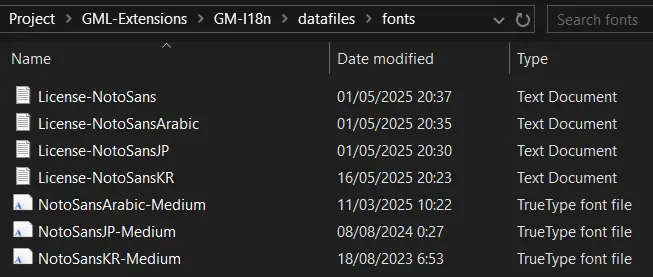 Project > GML-Extensions > GM-I18n > datafiles > fonts Search fonts
Name Date modified Type
License-NotoSans 01/05/2025 20:37 Text Document
License-NotoSansArabic 01/05/2025 20:35 Text Document
License-NotoSansJP 01/05/2025 20:30 Text Document
License-NotoSansKR 16/05/2025 20:23 Text Document
NotoSansArabic-Medium 11/03/2025 10:22 TrueType font file
NotoSansJP-Medium 08/08/2024 0:27 TrueType font file
NotoSansKR-Medium 18/08/2023 6:53 TrueType font file